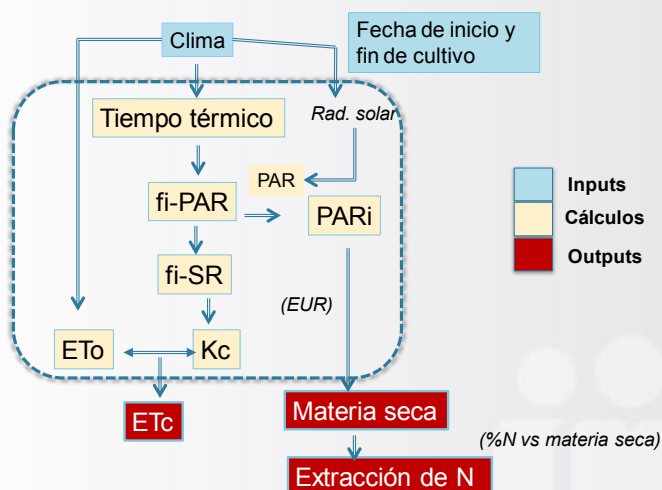 Clima
Fecha de inicio y
fin de cultivo
Tiempo térmico
Rad. solar
PAR
fi-PAR
PARi
fi-SR
(EUR)
ETo
Kc
ETc
Materia seca
(%N vs materia seca)
Extracción de N
Inputs
Cálculos
Outputs